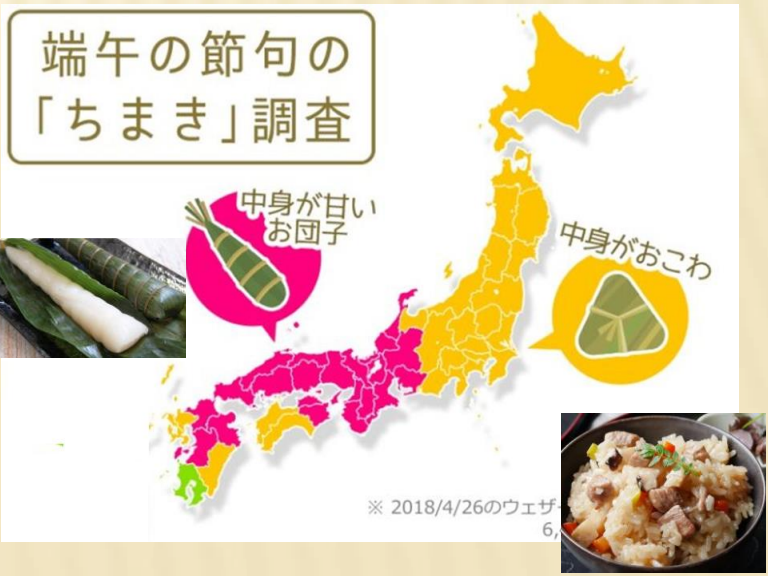 端午の節句の
「ちまき」調査
中身が甘い
お団子
中身がおこわ
※ 2018/4/26のウェザ
6,